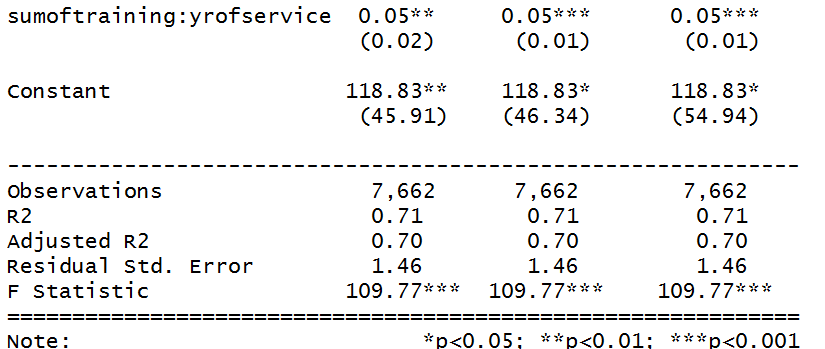 sumoftraining:yrofservice 0.05** 0.05*** 0.05***
(0.02) (0.01) (0.01)
Constant 118.83** 118.83* 118.83*
(45.91) (46.34) (54.94)
---------------------------------------------------------------
Observations 7,662 7,662 7,662
R2 0.71 0.71 0.71
Adjusted R2 0.70 0.70 0.70
Residual Std. Error 1.46 1.46 1.46
F Statistic 109.77*** 109.77*** 109.77***
===============================================================
Note: *p<0.05; **p<0.01; ***p<0.001